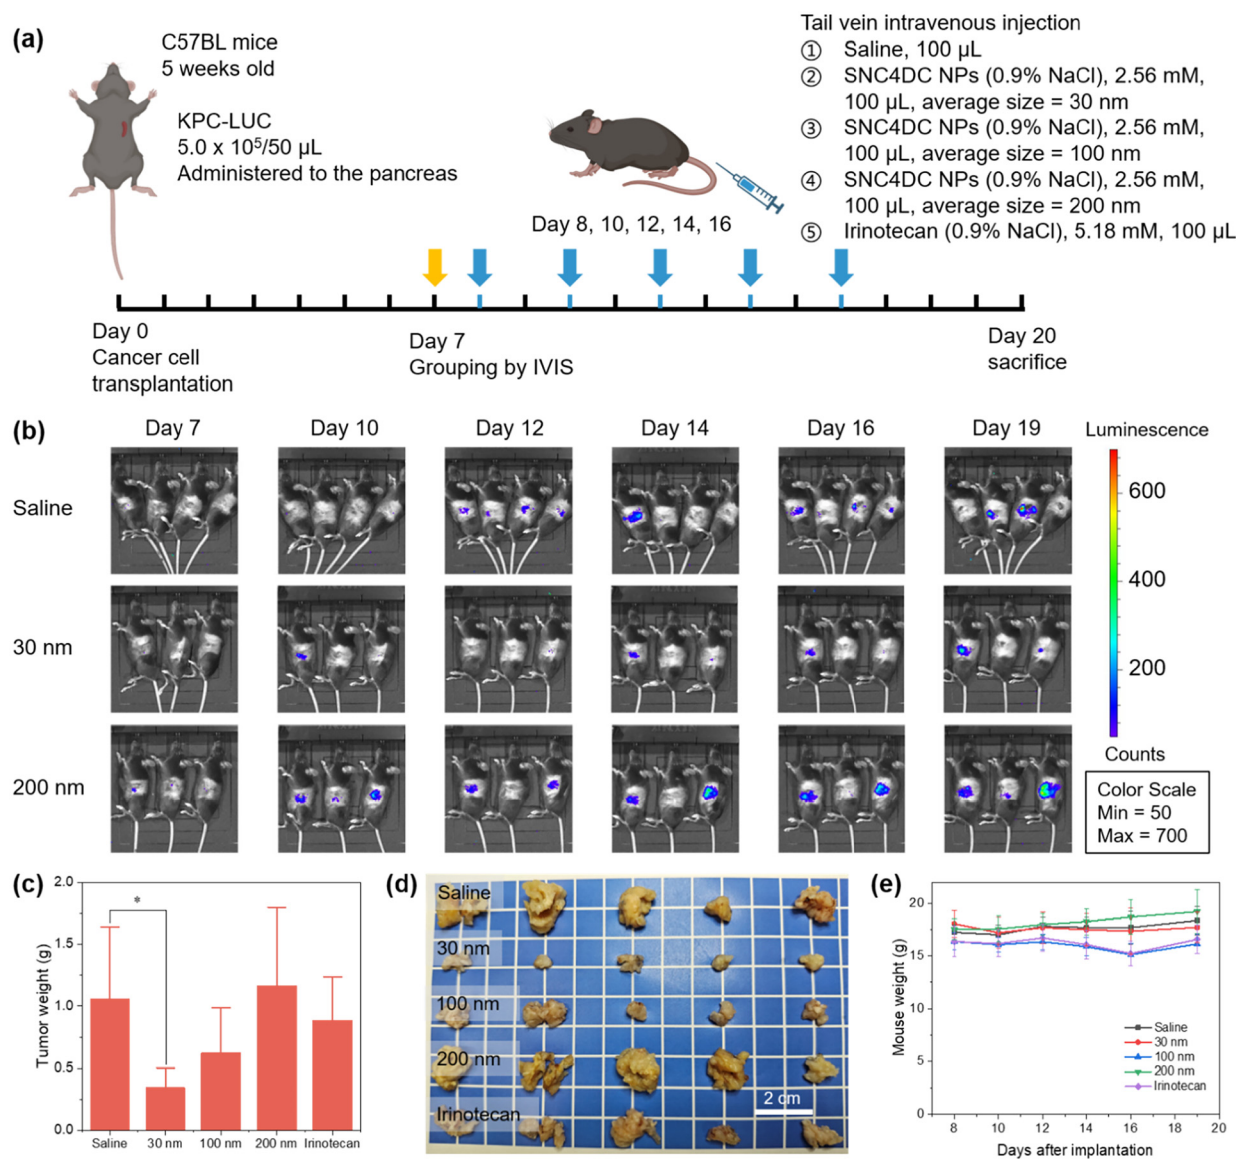 (a)
C57BL mice
5 weeks old
KPC-LUC
5.0 x 10⁵/50 µL
Administered to the pancreas
Tail vein intravenous injection
① Saline, 100 µL
② SNC4DC NPs (0.9% NaCl), 2.56 mM,
100 µL, average size = 30 nm
③ SNC4DC NPs (0.9% NaCl), 2.56 mM,
100 µL, average size = 100 nm
④ SNC4DC NPs (0.9% NaCl), 2.56 mM,
100 µL, average size = 200 nm
⑤ Irinotecan (0.9% NaCl), 5.18 mM, 100 µL
Day 8, 10, 12, 14, 16
Day 0
Cancer cell
transplantation
Day 7
Grouping by IVIS
Day 20
sacrifice
(b)
Day 7 Day 10 Day 12 Day 14 Day 16 Day 19
Luminescence
Saline
30 nm
200 nm
600
400
200
Counts
Color Scale
Min = 50
Max = 700
(c)
Tumor weight (g)
2.0
1.5
1.0
0.5
0.0
*
Saline 30 nm 100 nm 200 nm Irinotecan
(d)
Saline
30 nm
100 nm
200 nm
Irinotecan
2 cm
(e)
Mouse weight (g)
20
15
10
5
0
Saline
30 nm
100 nm
200 nm
Irinotecan
8 10 12 14 16 18 20
Days after implantation